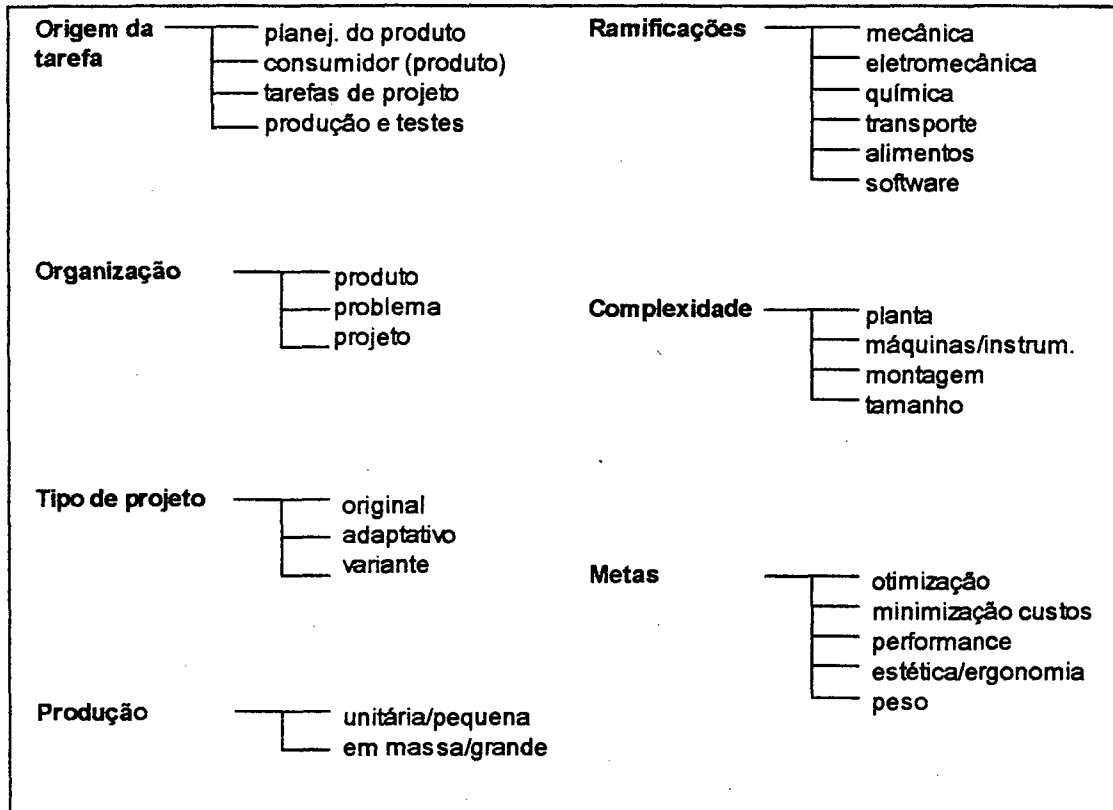 Origem da
tarefa
planej. do produto
consumidor (produto)
tarefas de projeto
produção e testes
Organização
produto
problema
projeto
Tipo de projeto
original
adaptativo
variante
Produção
unitária/pequena
em massa/grande
Ramificações
mecânica
eletromecânica
química
transporte
alimentos
software
Complexidade
planta
máquinas/instrum.
montagem
tamanho
Metas
otimização
minimização custos
performance
estética/ergonomia
peso